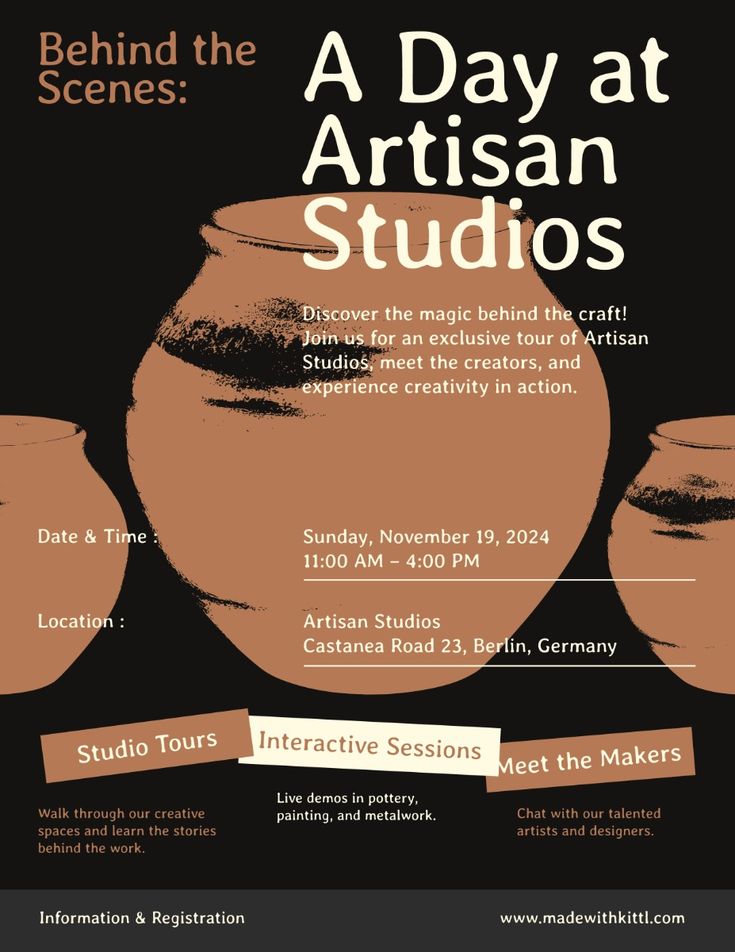 Behind the
Scenes:
A Day at
Artisan
Studios
Discover the magic behind the craft!
Join us for an exclusive tour of Artisan
Studios, meet the creators, and
experience creativity in action.
Date & Time :
Sunday, November 19, 2024
11:00 AM – 4:00 PM
Location :
Artisan Studios
Castanea Road 23, Berlin, Germany
Studio Tours
Walk through our creative
spaces and learn the stories
behind the work.
Interactive Sessions
Live demos in pottery,
painting, and metalwork.
Meet the Makers
Chat with our talented
artists and designers.
Information & Registration
www.madewithkittl.com